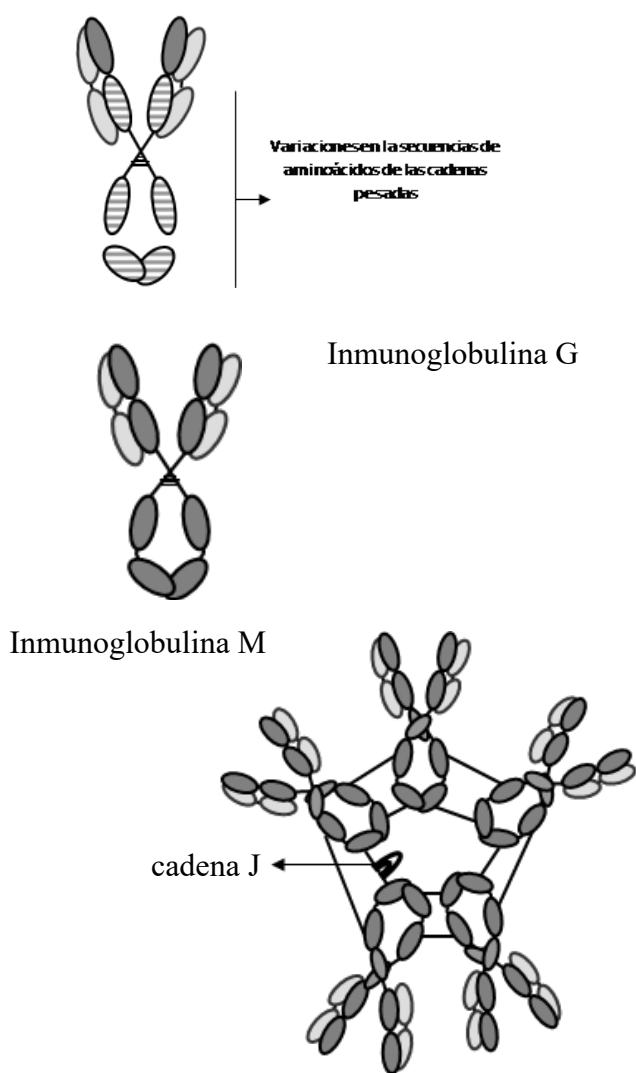 Variaciones en la secuencias de
aminoácidos de las cadenas
pesadas
Inmunoglobulina G
Inmunoglobulina M
cadena J